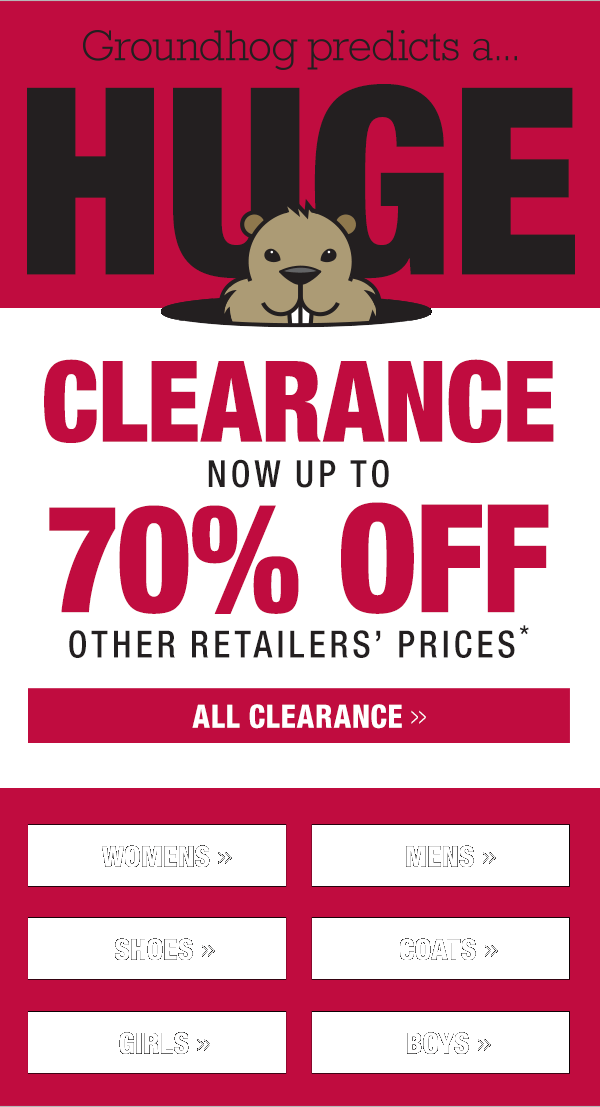 Groundhog predicts a...
HUGE
CLEARANCE
NOW UP TO
70% OFF
OTHER RETAILERS’ PRICES*
ALL CLEARANCE »
WOMENS »
MENS »
SHOES »
COATS »
GIRLS »
BOYS »